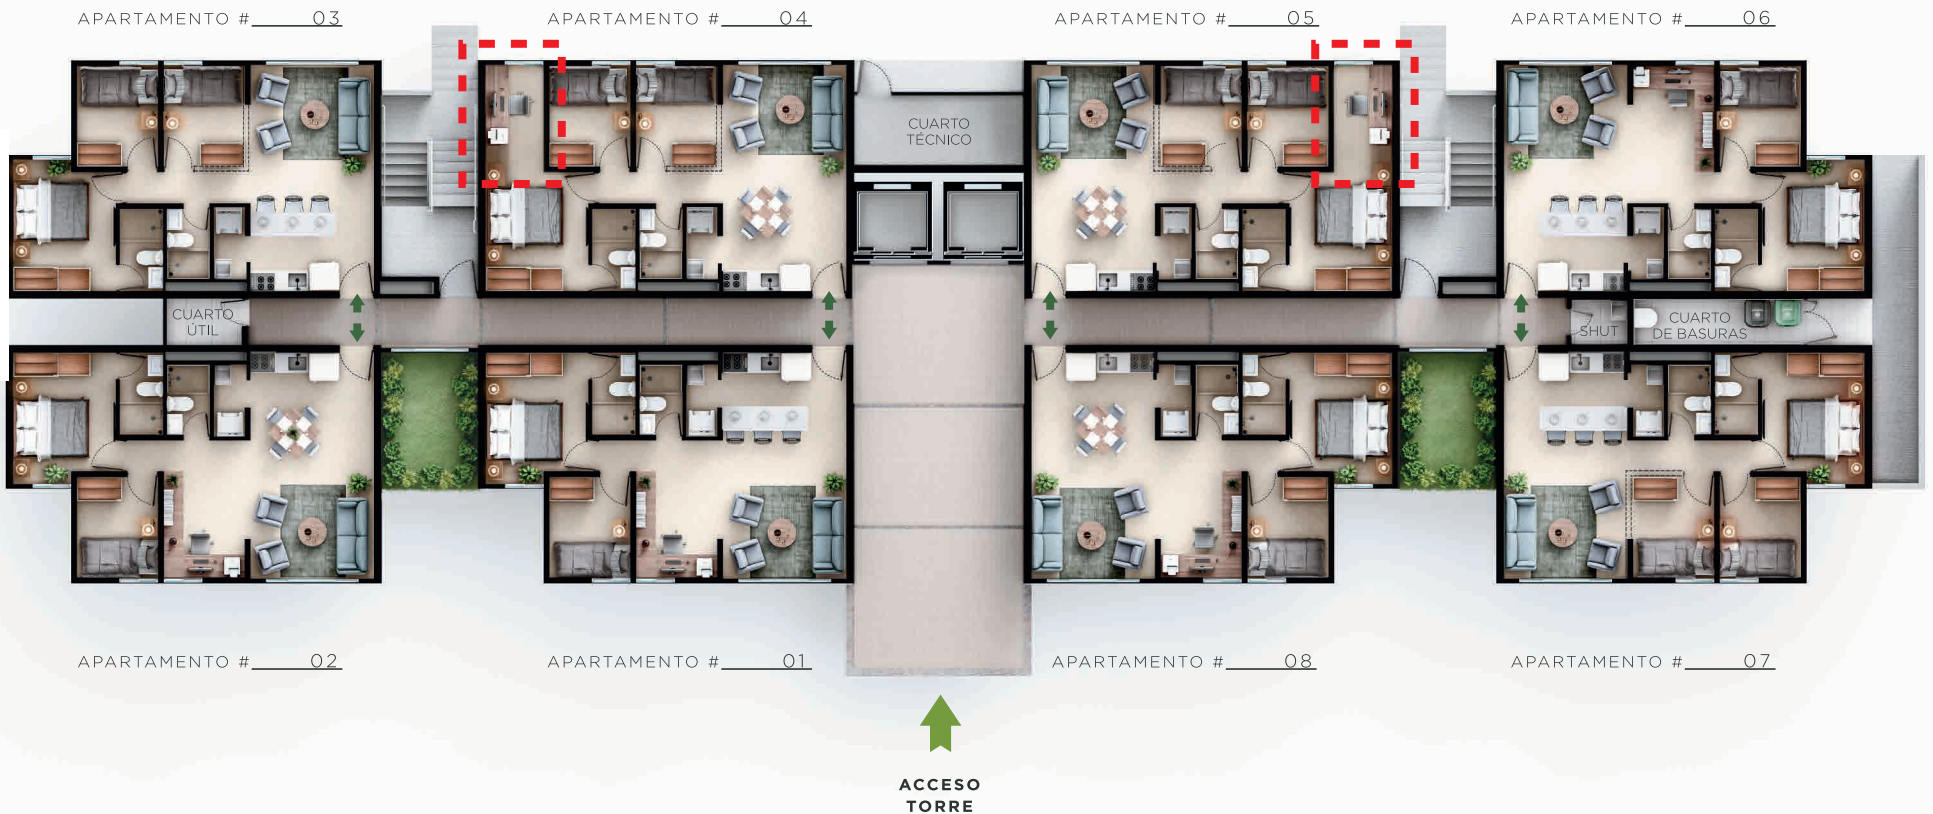 APARTAMENTO # 03
APARTAMENTO # 04
APARTAMENTO # 05
APARTAMENTO # 06
CUARTO
TÉCNICO
CUARTO
ÚTIL
SHUT
CUARTO
DE BASURAS
APARTAMENTO # 02
APARTAMENTO # 01
APARTAMENTO # 08
APARTAMENTO # 07
ACCESO
TORRE